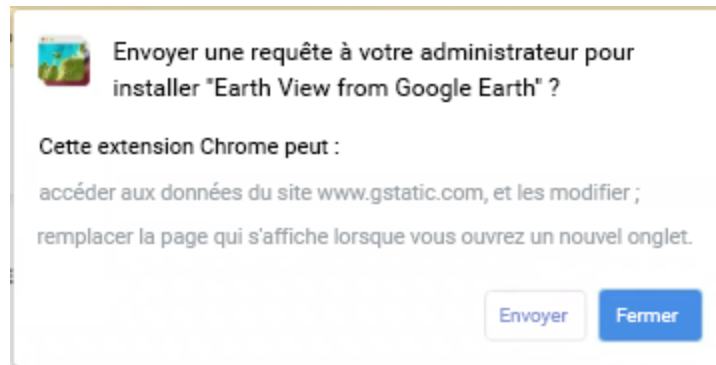 Envoyer une requête à votre administrateur pour
installer "Earth View from Google Earth" ?
Cette extension Chrome peut :
accéder aux données du site www.gstatic.com, et les modifier ;
remplacer la page qui s'affiche lorsque vous ouvrez un nouvel onglet.
Envoyer
Fermer